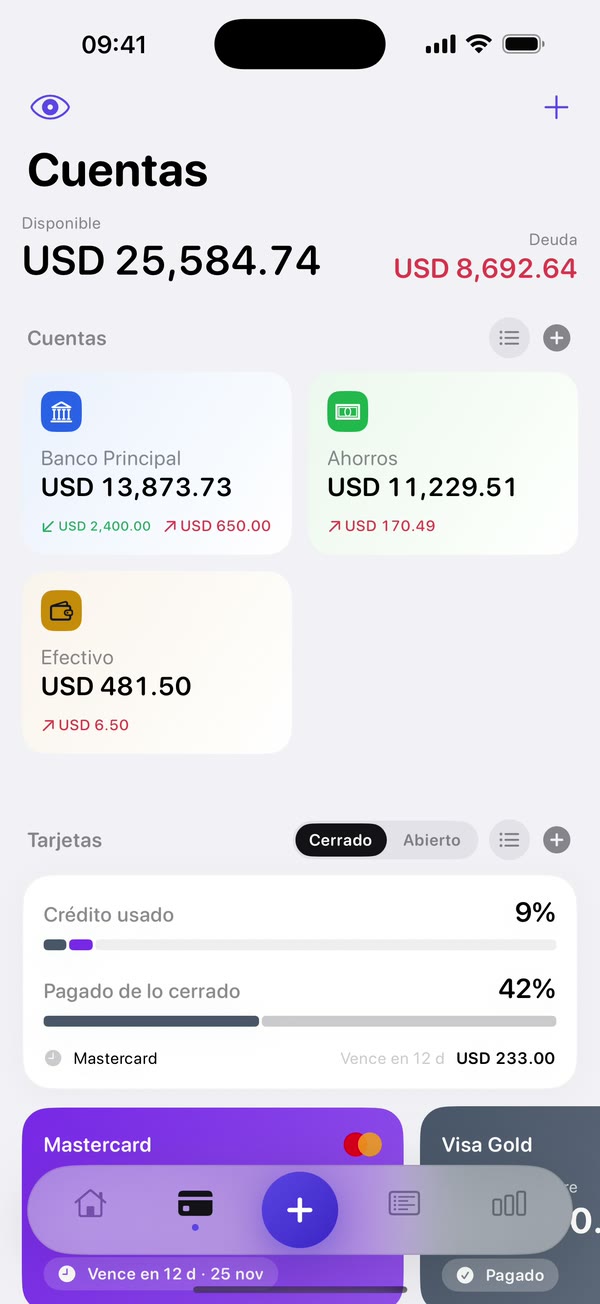 09:41
Cuentas
Disponible
USD 25,584.74
Deuda
USD 8,692.64
Cuentas
Banco Principal
USD 13,873.73
USD 2,400.00 USD 650.00
Ahorros
USD 11,229.51
USD 170.49
Efectivo
USD 481.50
USD 6.50
Tarjetas
Cerrado Abierto
Crédito usado 9%
Pagado de lo cerrado 42%
Mastercard Vence en 12 d USD 233.00
Mastercard
Vence en 12 d · 25 nov
Visa Gold
Pagado